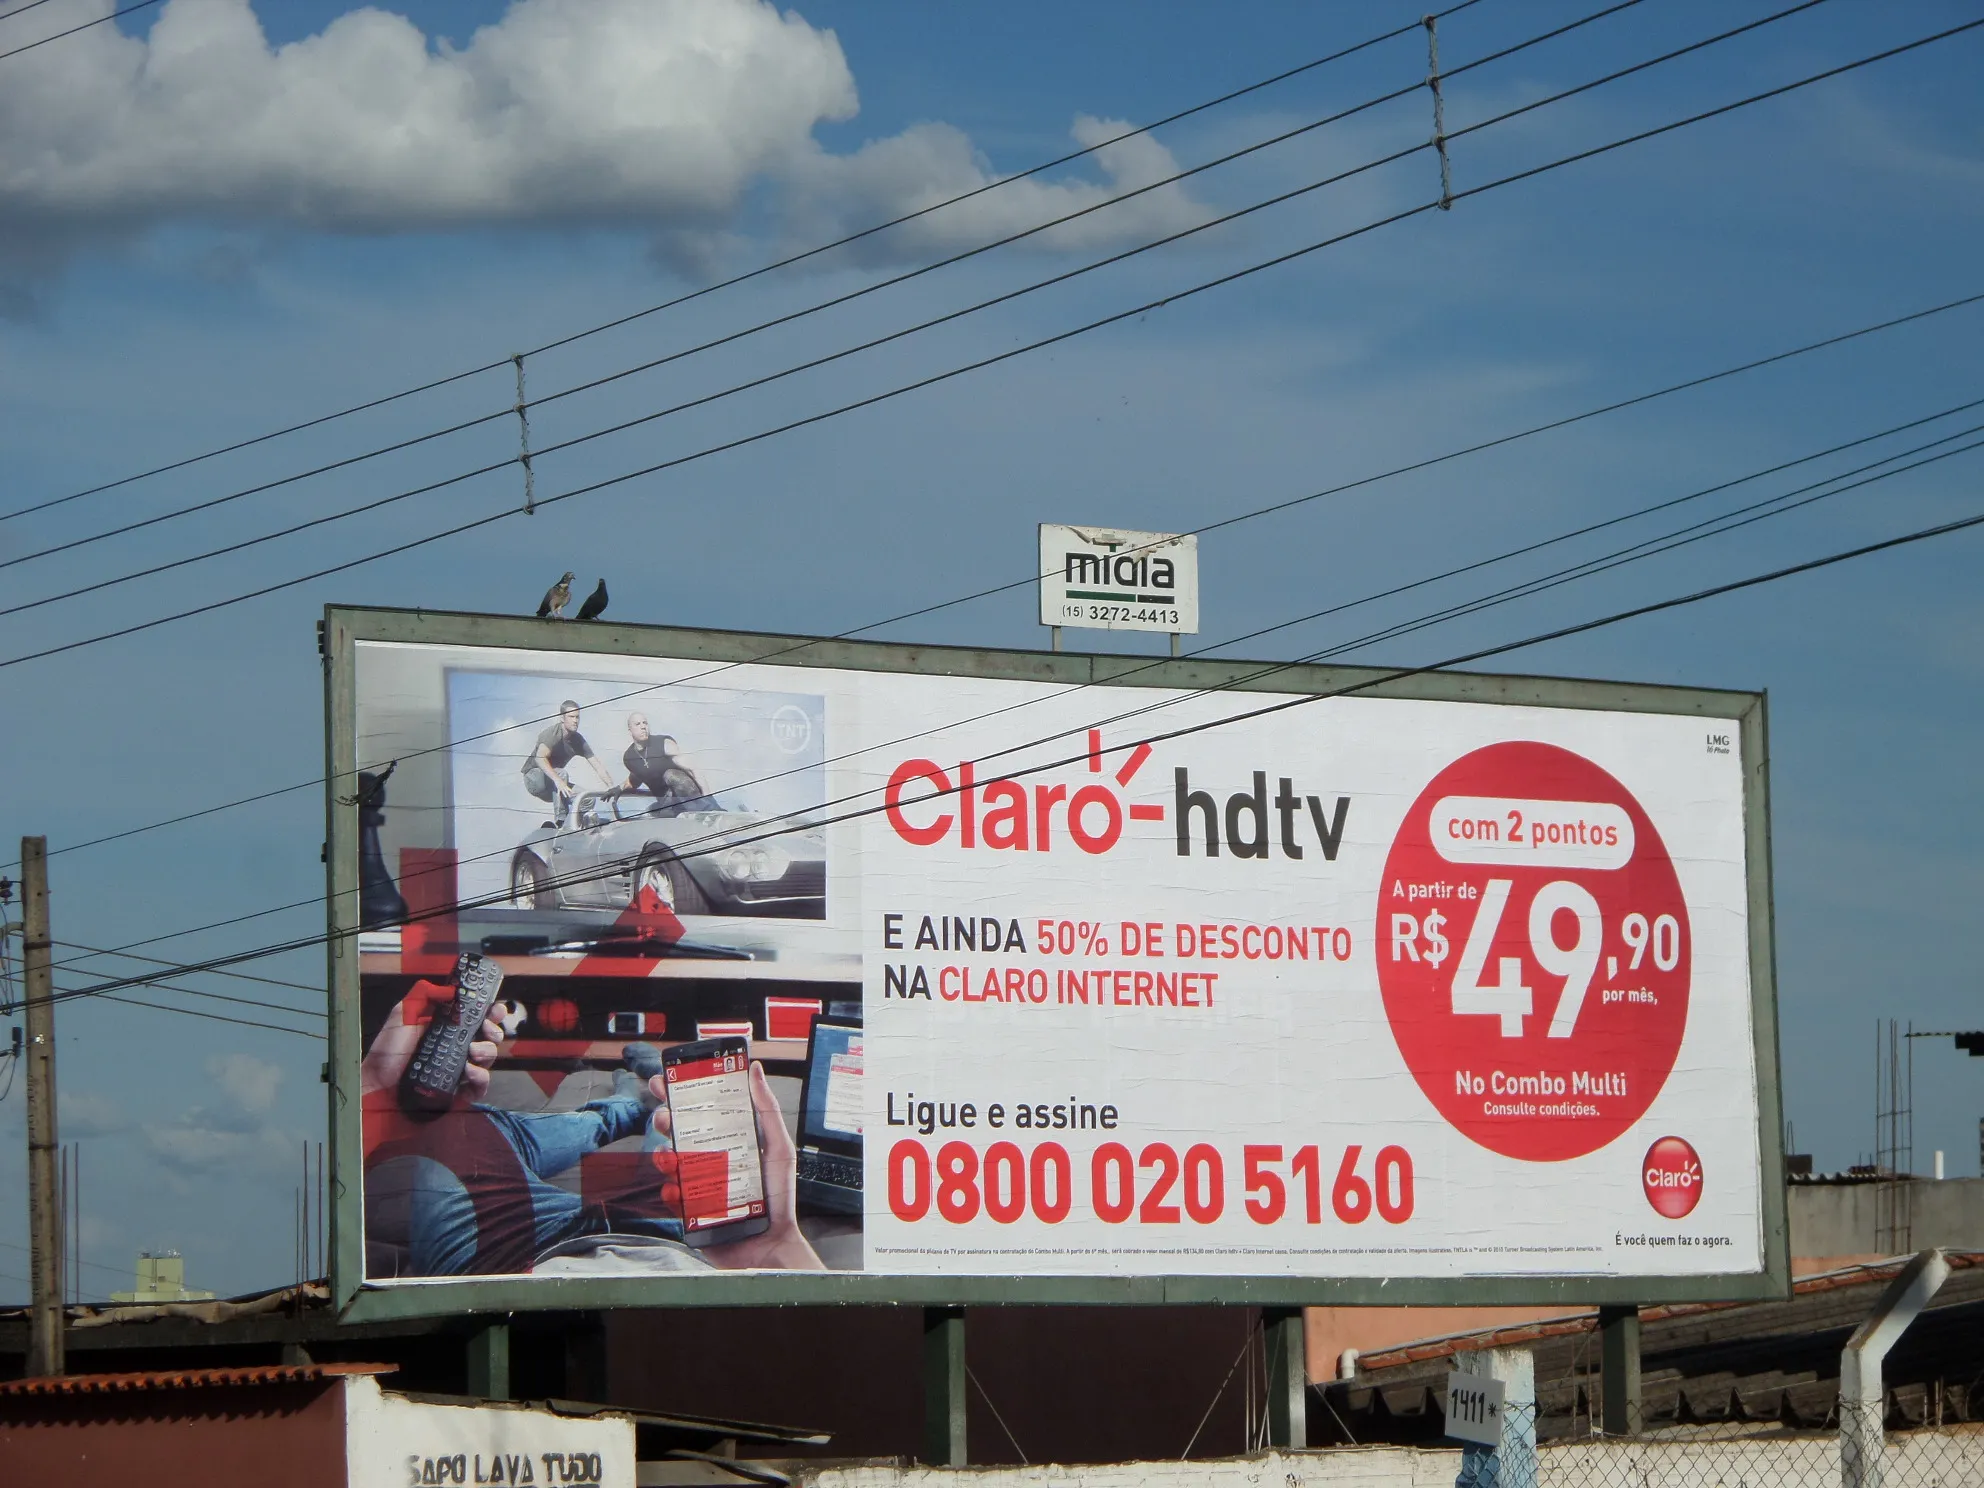 mídia
(15) 3272-4413
TNT
LMG
Claro-hdtv
com 2 pontos
A partir de
R$49,90
por mês,
No Combo Multi
Consulte condições.
E AINDA 50% DE DESCONTO
NA CLARO INTERNET
Ligue e assine
0800 020 5160
Claro-
É você quem faz o agora.
1411*
SAPO LAVA TUDO